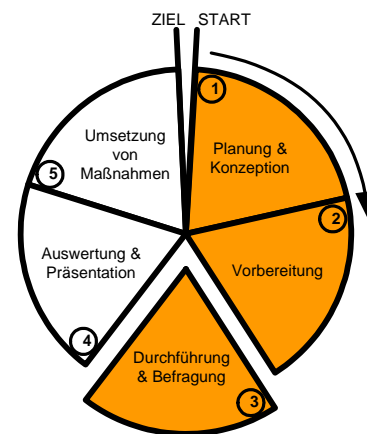 ZIEL START
1
Planung &
Konzeption
2
Vorbereitung
3
Durchführung
& Befragung
4
Auswertung &
Präsentation
5
Umsetzung
von
Maßnahmen